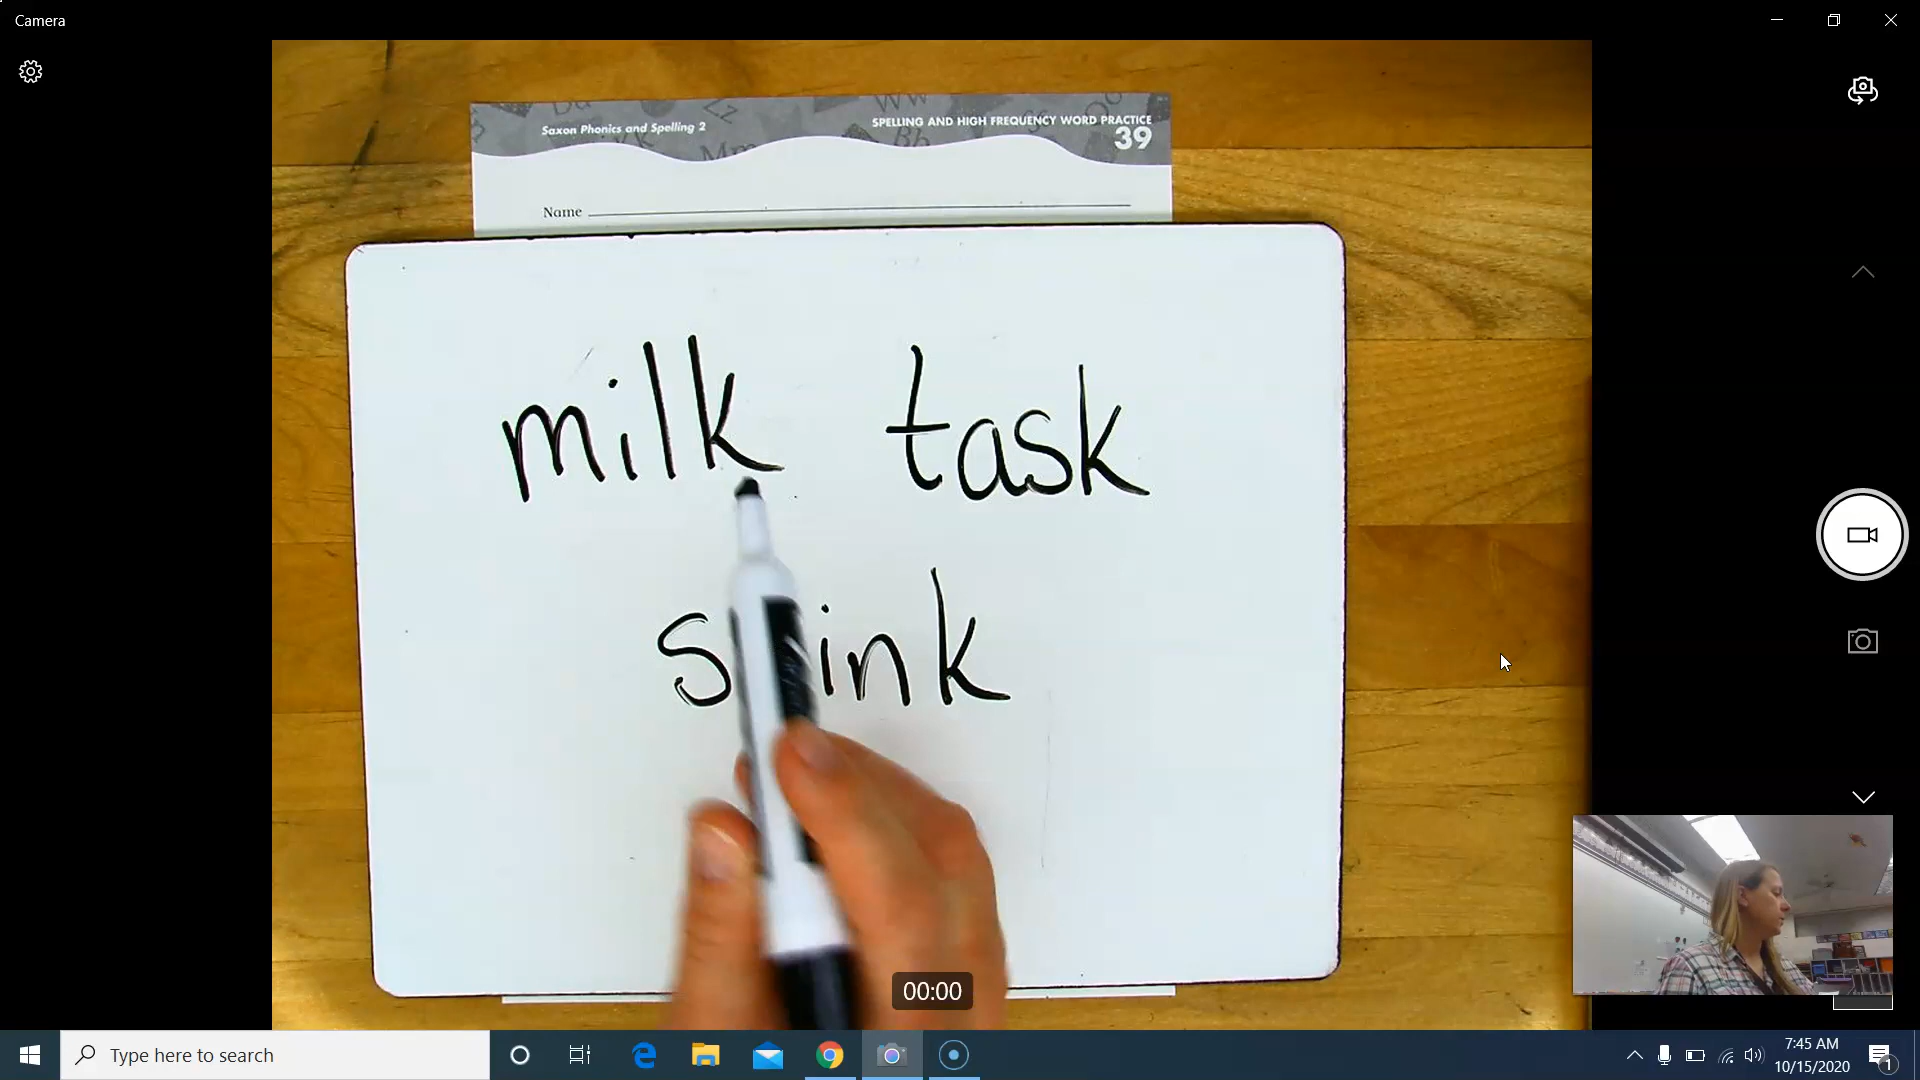 Camera
Saxon Phonics and Spelling 2
SPELLING AND HIGH FREQUENCY WORD PRACTICE
39
Name
milk task
00:00
Type here to search
7:45 AM
10/15/2020
1